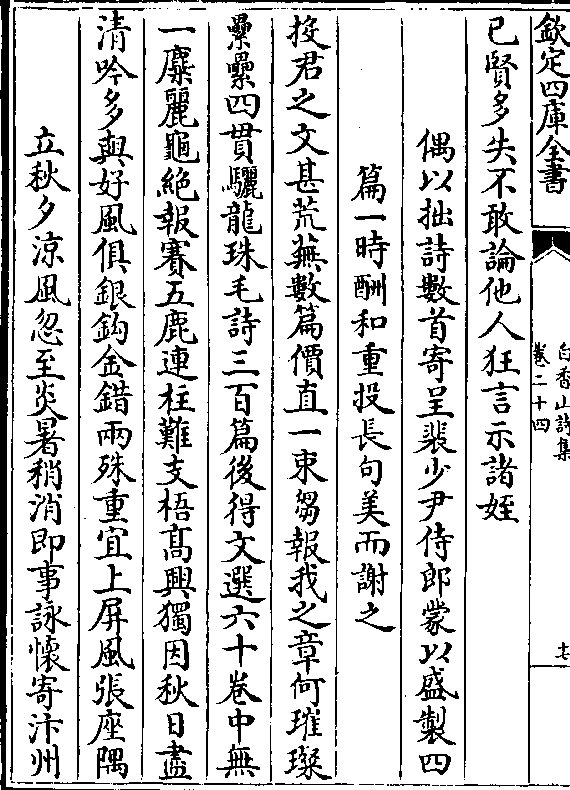 欽定四庫全書
白香山詩集
卷二十四
十七
已賢多失不敢論他人狂言示諸姪
偶以拙詩數首寄呈裴少尹侍郎蒙以盛製四
篇一時酬和重投長句美而謝之
投君之文甚荒蕪數篇價直一束芻報我之章何璀璨
纍纍四貫驪龍珠毛詩三百篇後得文選六十卷中無
一麋麗龜絶報賽五鹿連枉難支梧髙興獨因秋日盡
清吟多與好風俱銀鈎金錯兩殊重宜上屏風張座隅
立秋夕涼風忽至炎暑稍消即事詠懷寄汴州